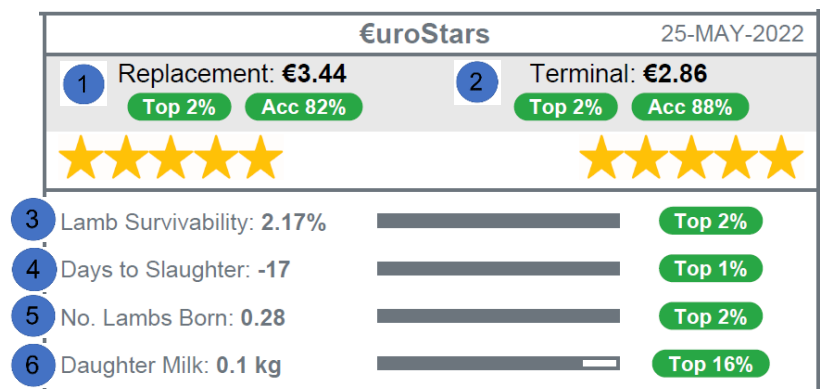 €uroStars 25-MAY-2022
1 Replacement: €3.44 2 Terminal: €2.86
Top 2% Acc 82% Top 2% Acc 88%
3 Lamb Survivability: 2.17% Top 2%
4 Days to Slaughter: -17 Top 1%
5 No. Lambs Born: 0.28 Top 2%
6 Daughter Milk: 0.1 kg Top 16%